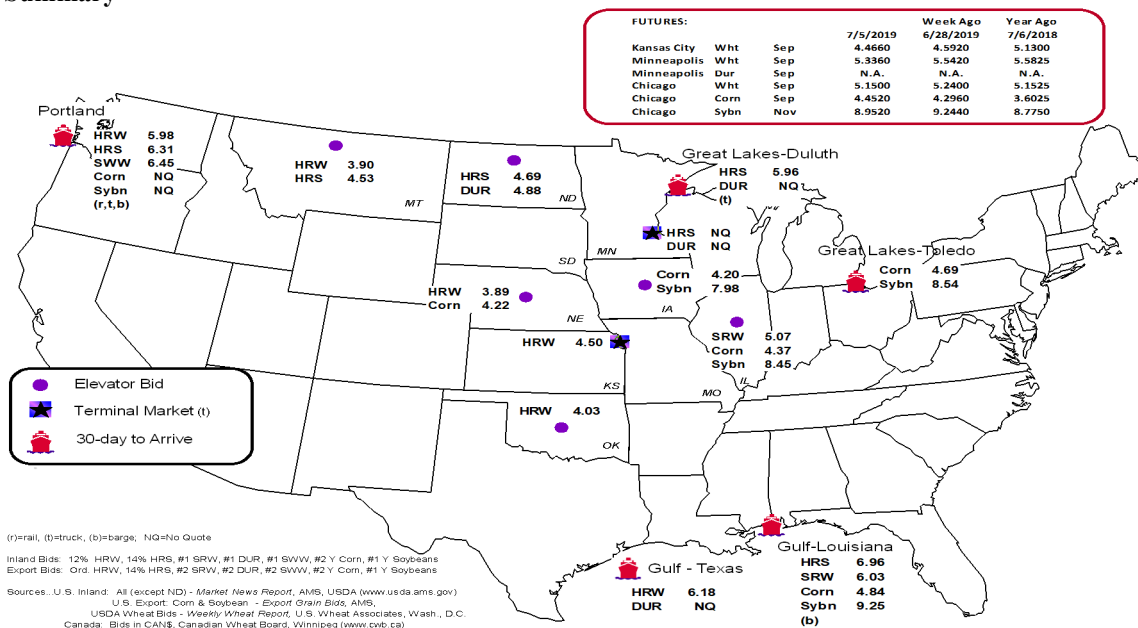 Summary
FUTURES: Week Ago Year Ago
7/5/2019 6/28/2019 7/6/2018
Kansas City Wht Sep 4.4660 4.5920 5.1300
Minneapolis Wht Sep 5.3360 5.5420 5.5825
Minneapolis Dur Sep N.A. N.A. N.A.
Chicago Wht Sep 5.1500 5.2400 5.1525
Chicago Corn Sep 4.4520 4.2960 3.6025
Chicago Sybn Nov 8.9520 9.2440 8.7750
Portland
HRW 5.98
HRS 6.31
SWW 6.45
Corn NQ
Sybn NQ
(r,t,b)
HRW 3.90
HRS 4.53
MT
HRS 4.69
DUR 4.88
ND
Great Lakes-Duluth
HRS 5.96
DUR NQ
(t)
HRS NQ
DUR NQ
MN
SD
Great Lakes-Toledo
Corn 4.69
Sybn 8.54
Corn 4.20
Sybn 7.98
IA
HRW 3.89
Corn 4.22
NE
HRW 4.50
KS
SRW 5.07
Corn 4.37
Sybn 8.45
IL
MO
HRW 4.03
OK
Elevator Bid
Terminal Market (t)
30-day to Arrive
Gulf - Texas
HRW 6.18
DUR NQ
Gulf-Louisiana
HRS 6.96
SRW 6.03
Corn 4.84
Sybn 9.25
(b)
(r)=rail, (t)=truck, (b)=barge; NQ=No Quote
Inland Bids: 12% HRW, 14% HRS, #1 SRW, #1 DUR, #1 SWW, #2 Y Corn, #1 Y Soybeans
Export Bids: Ord. HRW, 14% HRS, #2 SRW, #2 DUR, #2 SWW, #2 Y Corn, #1 Y Soybeans
Sources...U.S. Inland: All (except ND) - Market News Report, AMS, USDA (www.usda.ams.gov)
U.S. Export: Corn & Soybean - Export Grain Bids, AMS,
USDA Wheat Bids - Weekly Wheat Report, U.S. Wheat Associates, Wash., D.C.
Canada: Bids in CAN$, Canadian Wheat Board, Winnipeg (www.cwb.ca)